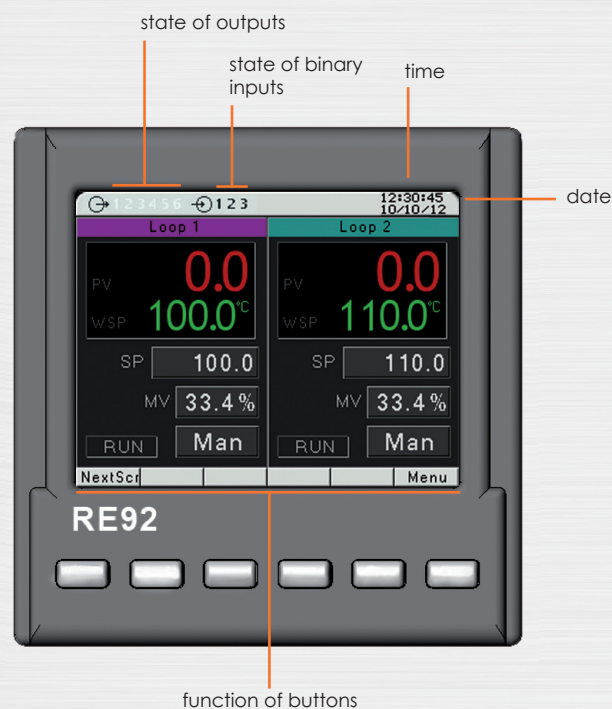 state of outputs
state of binary
inputs
time
date
123456 123 12:30:45
10/10/12
Loop 1 Loop 2
PV 0.0 PV 0.0
WSP 100.0°C WSP 110.0°C
SP 100.0 SP 110.0
MV 33.4% MV 33.4%
RUN Man RUN Man
NextScr Menu
RE92
function of buttons